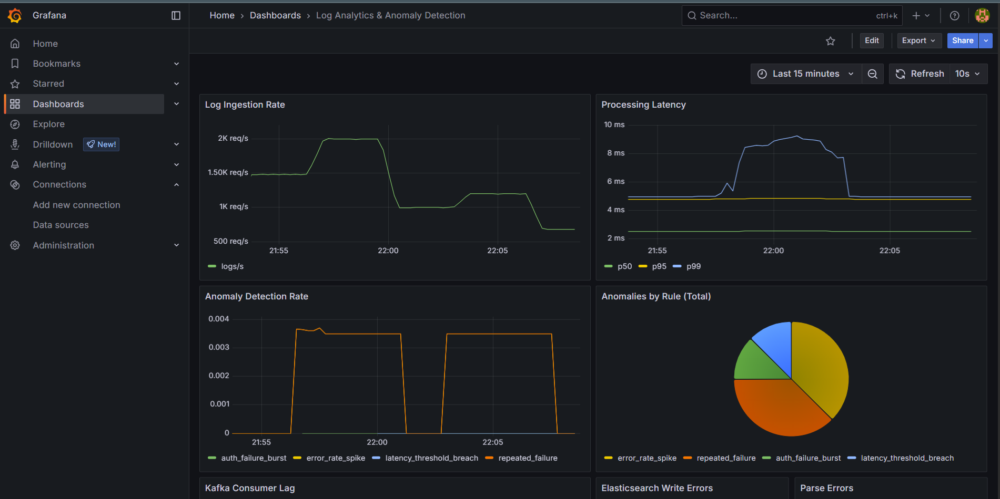 Grafana
Home › Dashboards › Log Analytics & Anomaly Detection
Search...
ctrl+k
Home
Bookmarks
Starred
Dashboards
Explore
Drilldown
New!
Alerting
Connections
Add new connection
Data sources
Administration
Edit
Export
Share
Last 15 minutes
Refresh
10s
Log Ingestion Rate
2K req/s
1.50K req/s
1K req/s
500 req/s
21:55 22:00 22:05
logs/s
Processing Latency
10 ms
8 ms
6 ms
4 ms
2 ms
21:55 22:00 22:05
p50 p95 p99
Anomaly Detection Rate
0.004
0.003
0.002
0.001
0
21:55 22:00 22:05
auth_failure_burst error_rate_spike latency_threshold_breach repeated_failure
Anomalies by Rule (Total)
error_rate_spike repeated_failure auth_failure_burst latency_threshold_breach
Kafka Consumer Lag
Elasticsearch Write Errors
Parse Errors